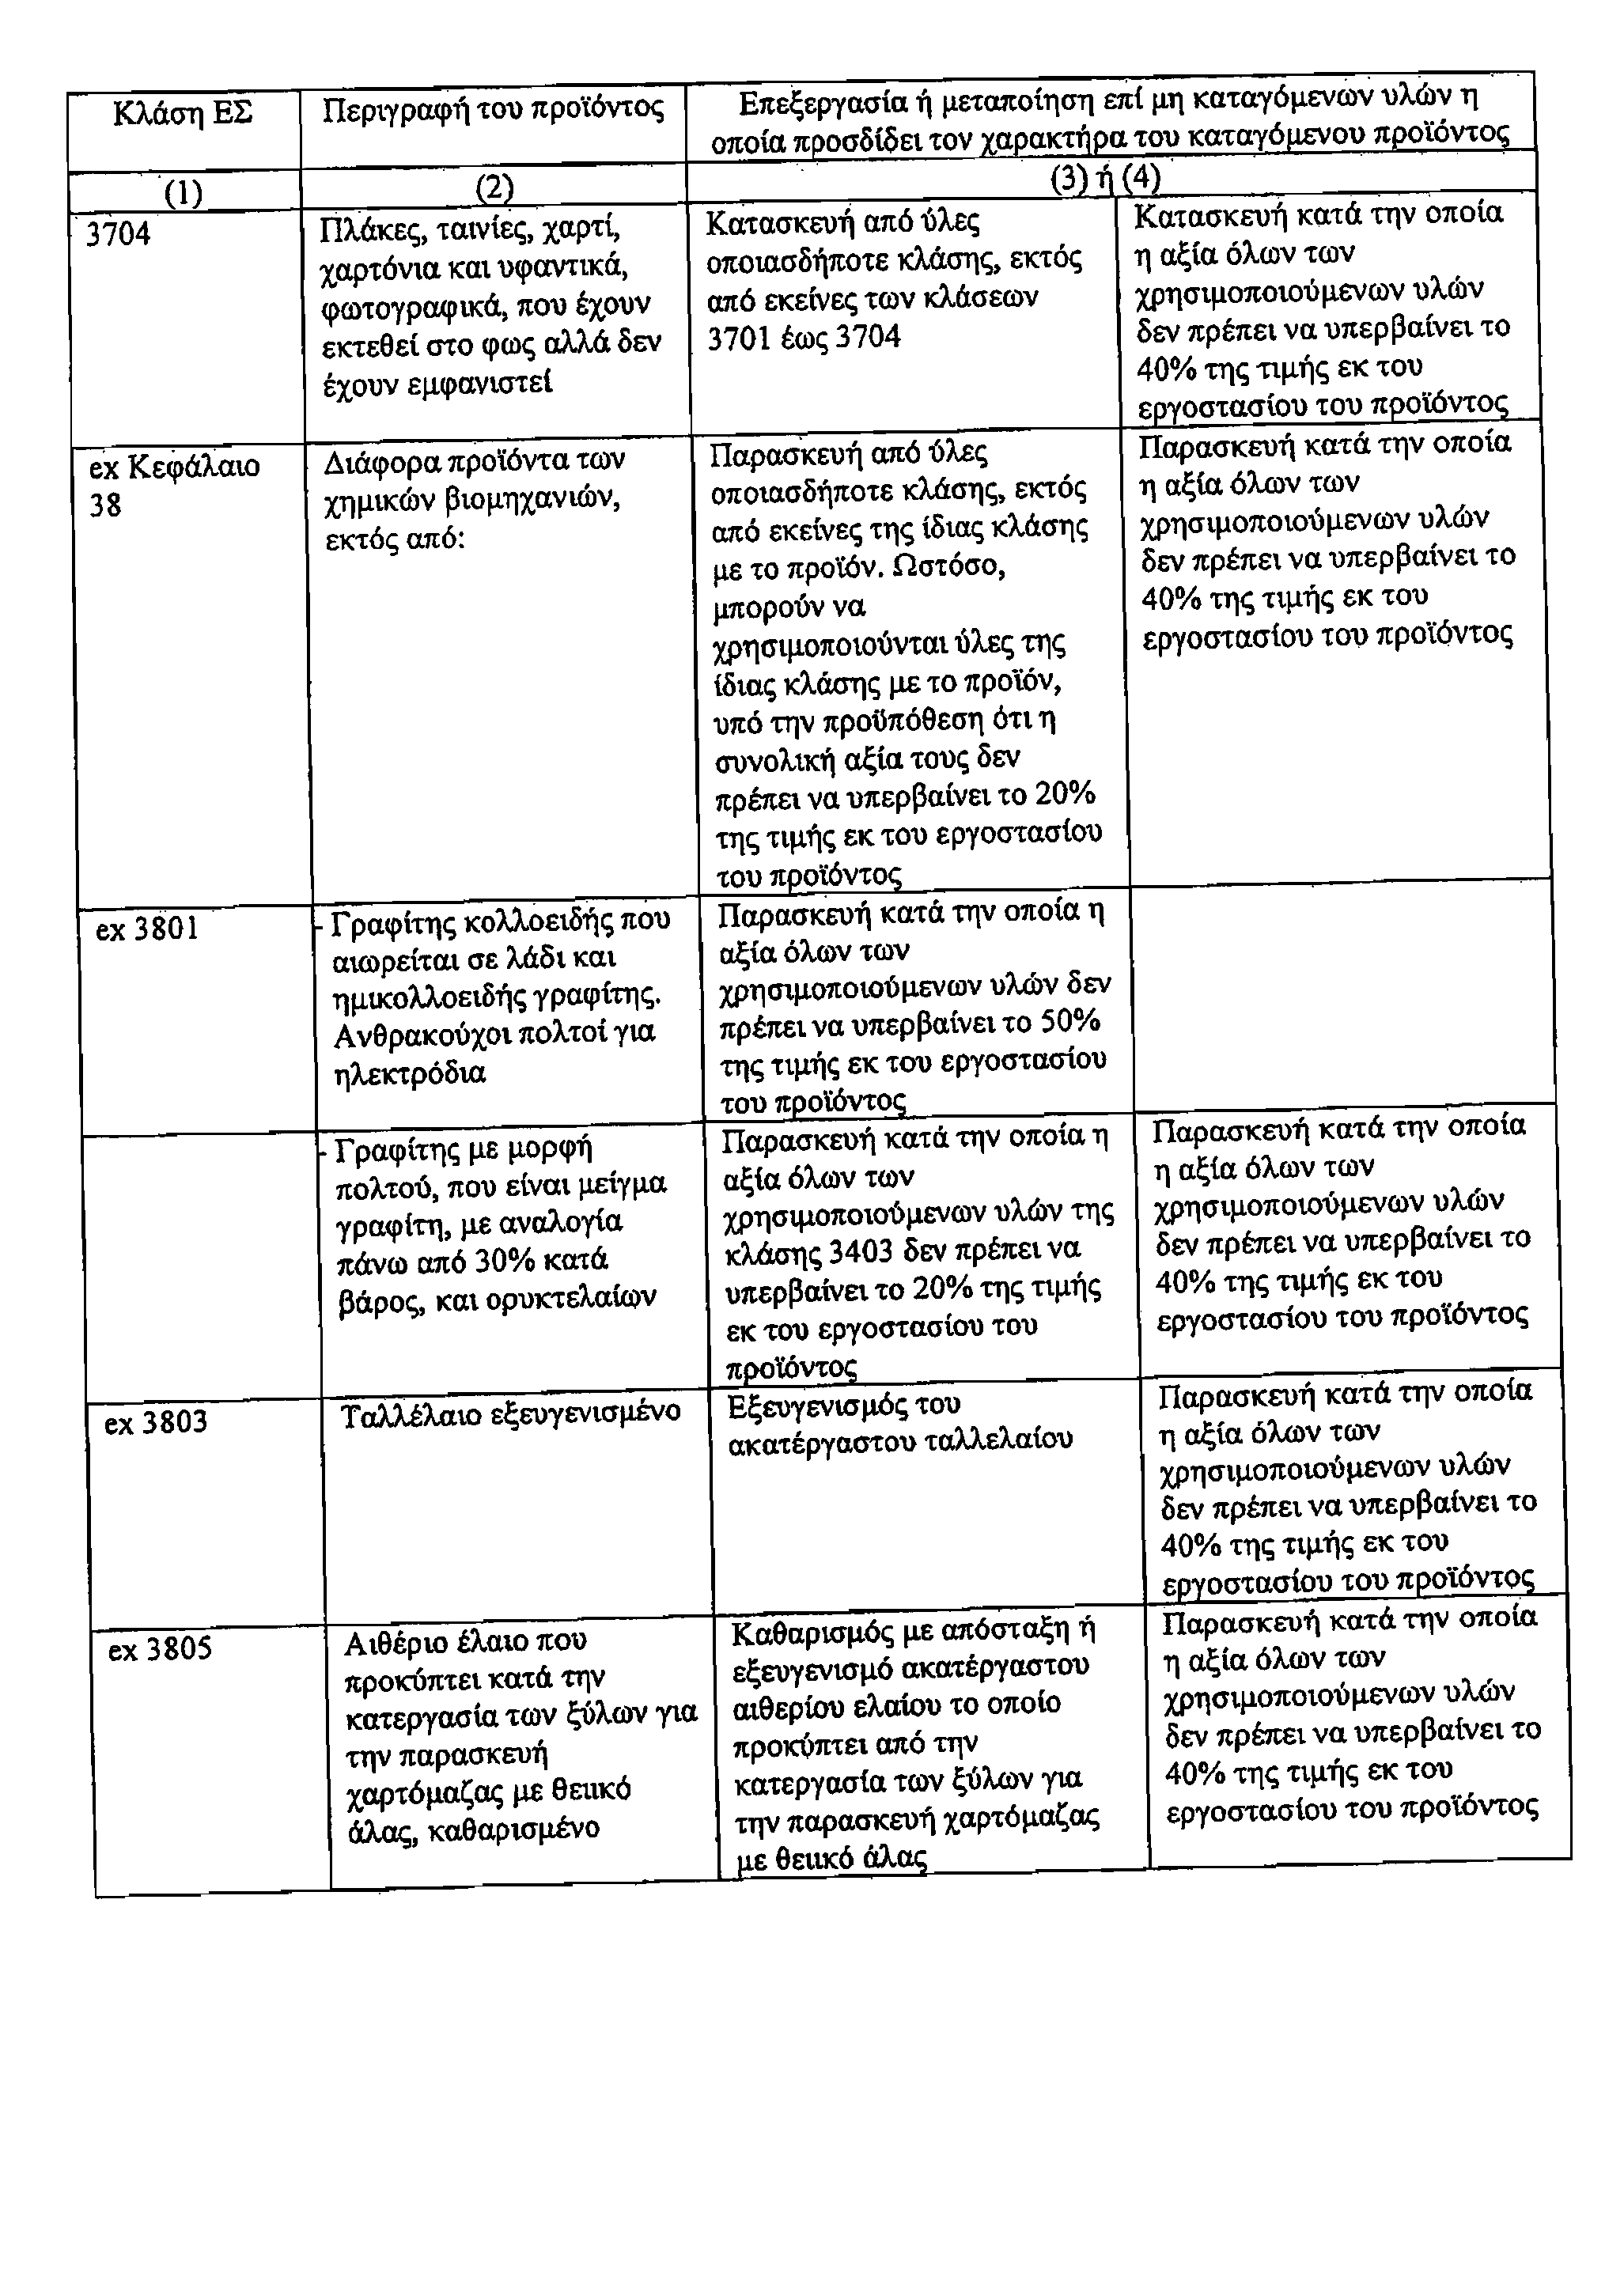 Κλάση ΕΣ
Περιγραφή του προϊόντος
Επεξεργασία ή μεταποίηση επί μη καταγόμενων υλών η
οποία προσδίδει τον χαρακτήρα του καταγόμενου προϊόντος
(1)
(2)
(3) ή (4)
3704
Πλάκες, ταινίες, χαρτί,
χαρτόνια και υφαντικά,
φωτογραφικά, που έχουν
εκτεθεί στο φως αλλά δεν
έχουν εμφανιστεί
Κατασκευή από ύλες
οποιασδήποτε κλάσης, εκτός
από εκείνες των κλάσεων
3701 έως 3704
Κατασκευή κατά την οποία
η αξία όλων των
χρησιμοποιούμενων υλών
δεν πρέπει να υπερβαίνει το
40% της τιμής εκ του
εργοστασίου του προϊόντος
ex Κεφάλαιο
38
Διάφορα προϊόντα των
χημικών βιομηχανιών,
εκτός από:
Παρασκευή από ύλες
οποιασδήποτε κλάσης, εκτός
από εκείνες της ίδιας κλάσης
με το προϊόν. Ωστόσο,
μπορούν να
χρησιμοποιούνται ύλες της
ίδιας κλάσης με το προϊόν,
υπό την προϋπόθεση ότι η
συνολική αξία τους δεν
πρέπει να υπερβαίνει το 20%
της τιμής εκ του εργοστασίου
του προϊόντος
Παρασκευή κατά την οποία
η αξία όλων των
χρησιμοποιούμενων υλών
δεν πρέπει να υπερβαίνει το
40% της τιμής εκ του
εργοστασίου του προϊόντος
ex 3801
- Γραφίτης κολλοειδής που
αιωρείται σε λάδι και
ημικολλοειδής γραφίτης.
Ανθρακούχοι πολτοί για
ηλεκτρόδια
Παρασκευή κατά την οποία η
αξία όλων των
χρησιμοποιούμενων υλών δεν
πρέπει να υπερβαίνει το 50%
της τιμής εκ του εργοστασίου
του προϊόντος
- Γραφίτης με μορφή
πολτού, που είναι μείγμα
γραφίτη, με αναλογία
πάνω από 30% κατά
βάρος, και ορυκτελαίων
Παρασκευή κατά την οποία η
αξία όλων των
χρησιμοποιούμενων υλών της
κλάσης 3403 δεν πρέπει να
υπερβαίνει το 20% της τιμής
εκ του εργοστασίου του
προϊόντος
Παρασκευή κατά την οποία
η αξία όλων των
χρησιμοποιούμενων υλών
δεν πρέπει να υπερβαίνει το
40% της τιμής εκ του
εργοστασίου του προϊόντος
ex 3803
Ταλλέλαιο εξευγενισμένο
Εξευγενισμός του
ακατέργαστου ταλλελαίου
Παρασκευή κατά την οποία
η αξία όλων των
χρησιμοποιούμενων υλών
δεν πρέπει να υπερβαίνει το
40% της τιμής εκ του
εργοστασίου του προϊόντος
ex 3805
Αιθέριο έλαιο που
προκύπτει κατά την
κατεργασία των ξύλων για
την παρασκευή
χαρτόμαζας με θειικό
άλας, καθαρισμένο
Καθαρισμός με απόσταξη ή
εξευγενισμό ακατέργαστου
αιθερίου ελαίου το οποίο
προκύπτει από την
κατεργασία των ξύλων για
την παρασκευή χαρτόμαζας
με θειικό άλας
Παρασκευή κατά την οποία
η αξία όλων των
χρησιμοποιούμενων υλών
δεν πρέπει να υπερβαίνει το
40% της τιμής εκ του
εργοστασίου του προϊόντος